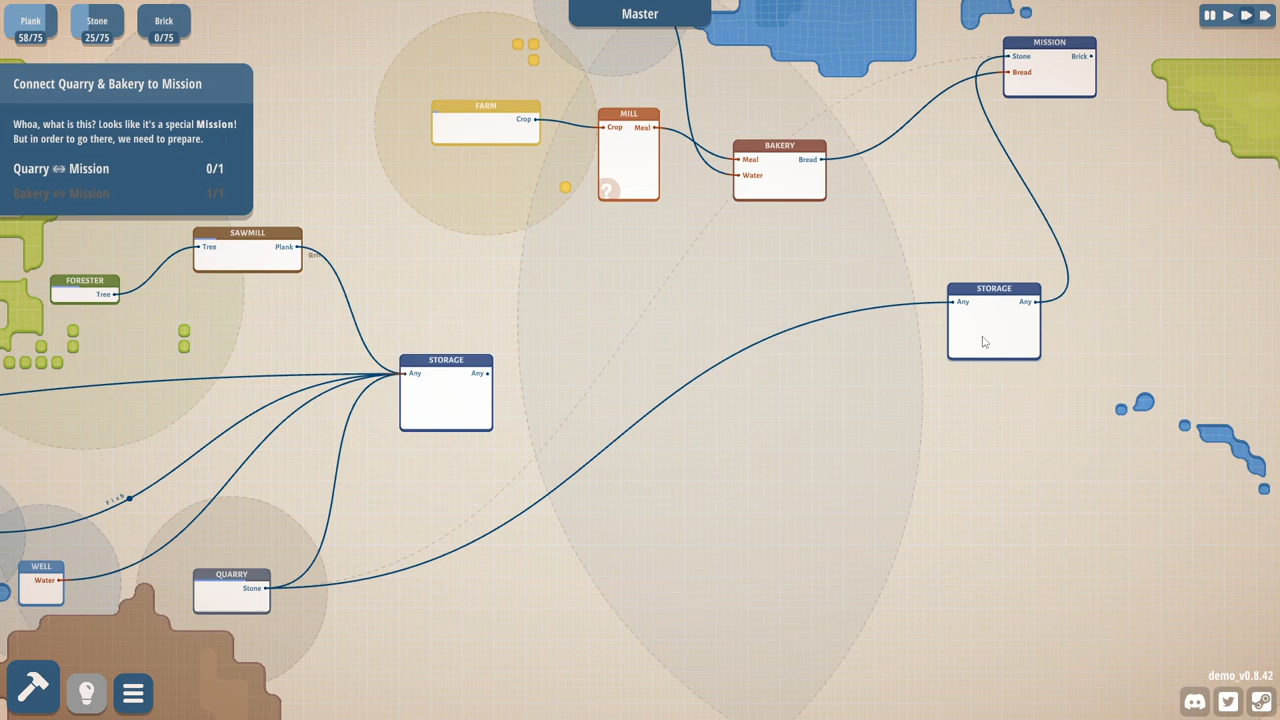 Plank
58/75
Stone
25/75
Brick
0/75
Master
Connect Quarry & Bakery to Mission
Whoa, what is this? Looks like it's a special Mission!
But in order to go there, we need to prepare.
Quarry ⇔ Mission 0/1
Bakery ⇔ Mission 1/1
MISSION
Stone Brick
Bread
FARM
Crop
MILL
Crop Meal
?
BAKERY
Meal Bread
Water
SAWMILL
Tree Plank
FORESTER
Tree
STORAGE
Any Any
STORAGE
Any Any
Fish
WELL
Water
QUARRY
Stone
demo_v0.8.42